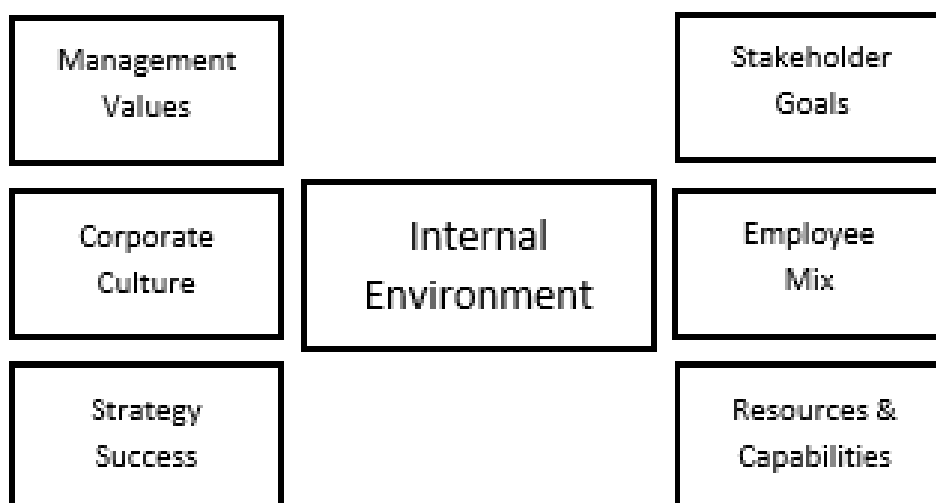 Management
Values
Stakeholder
Goals
Corporate
Culture
Internal
Environment
Employee
Mix
Strategy
Success
Resources &
Capabilities